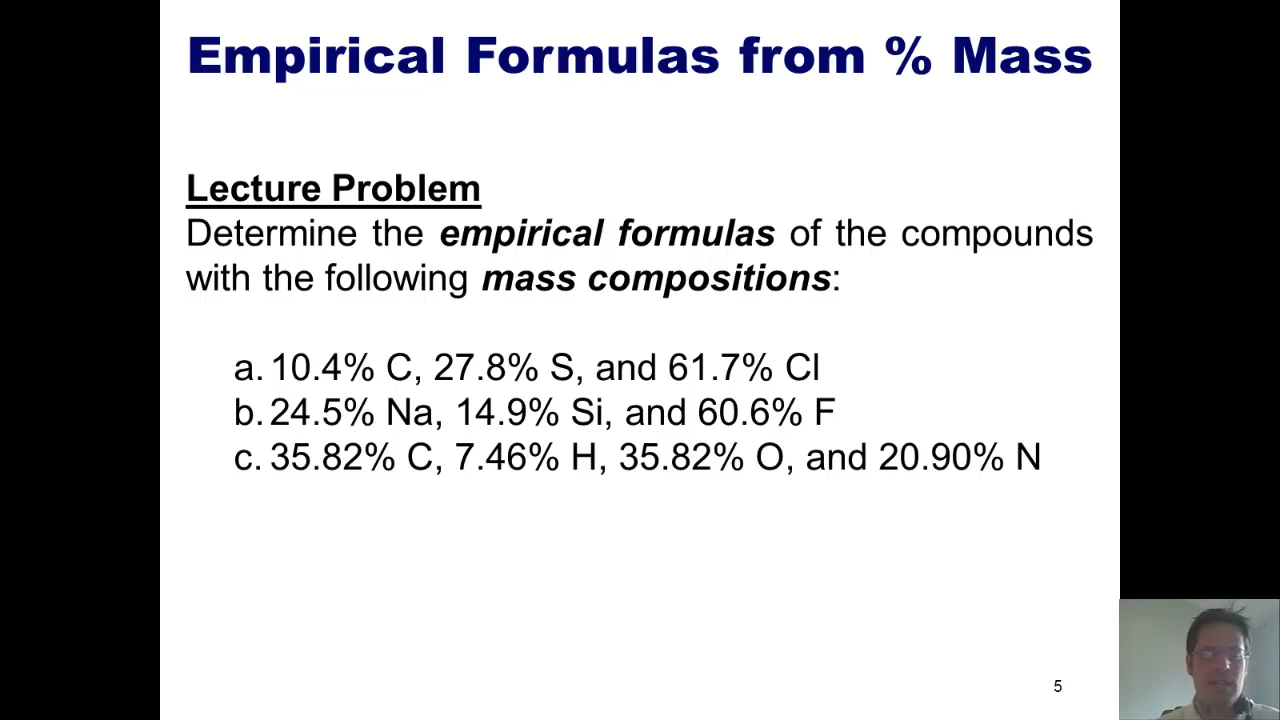 Empirical Formulas from % Mass
Lecture Problem
Determine the empirical formulas of the compounds
with the following mass compositions:
a. 10.4% C, 27.8% S, and 61.7% Cl
b. 24.5% Na, 14.9% Si, and 60.6% F
c. 35.82% C, 7.46% H, 35.82% O, and 20.90% N
5